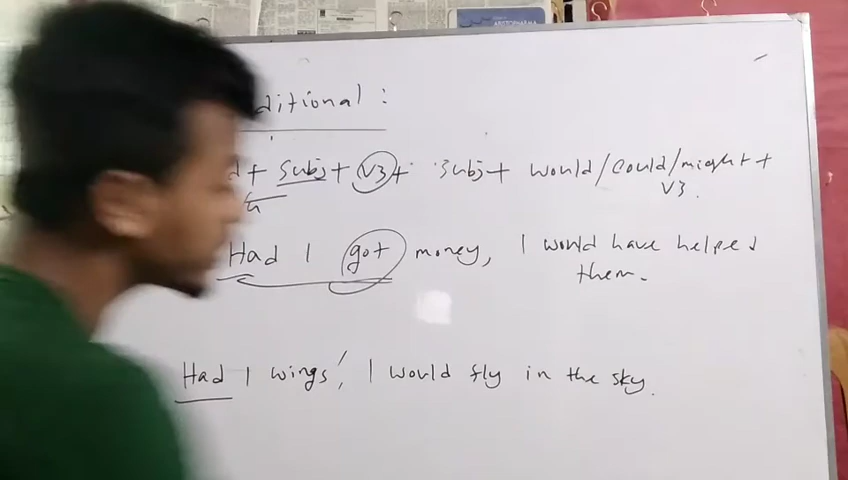 ditional :
+ Subj + V3 + Subj + would/could/might +
V3.
Had I got money, I would have helped
them.
Had I wings!, I would fly in the sky.